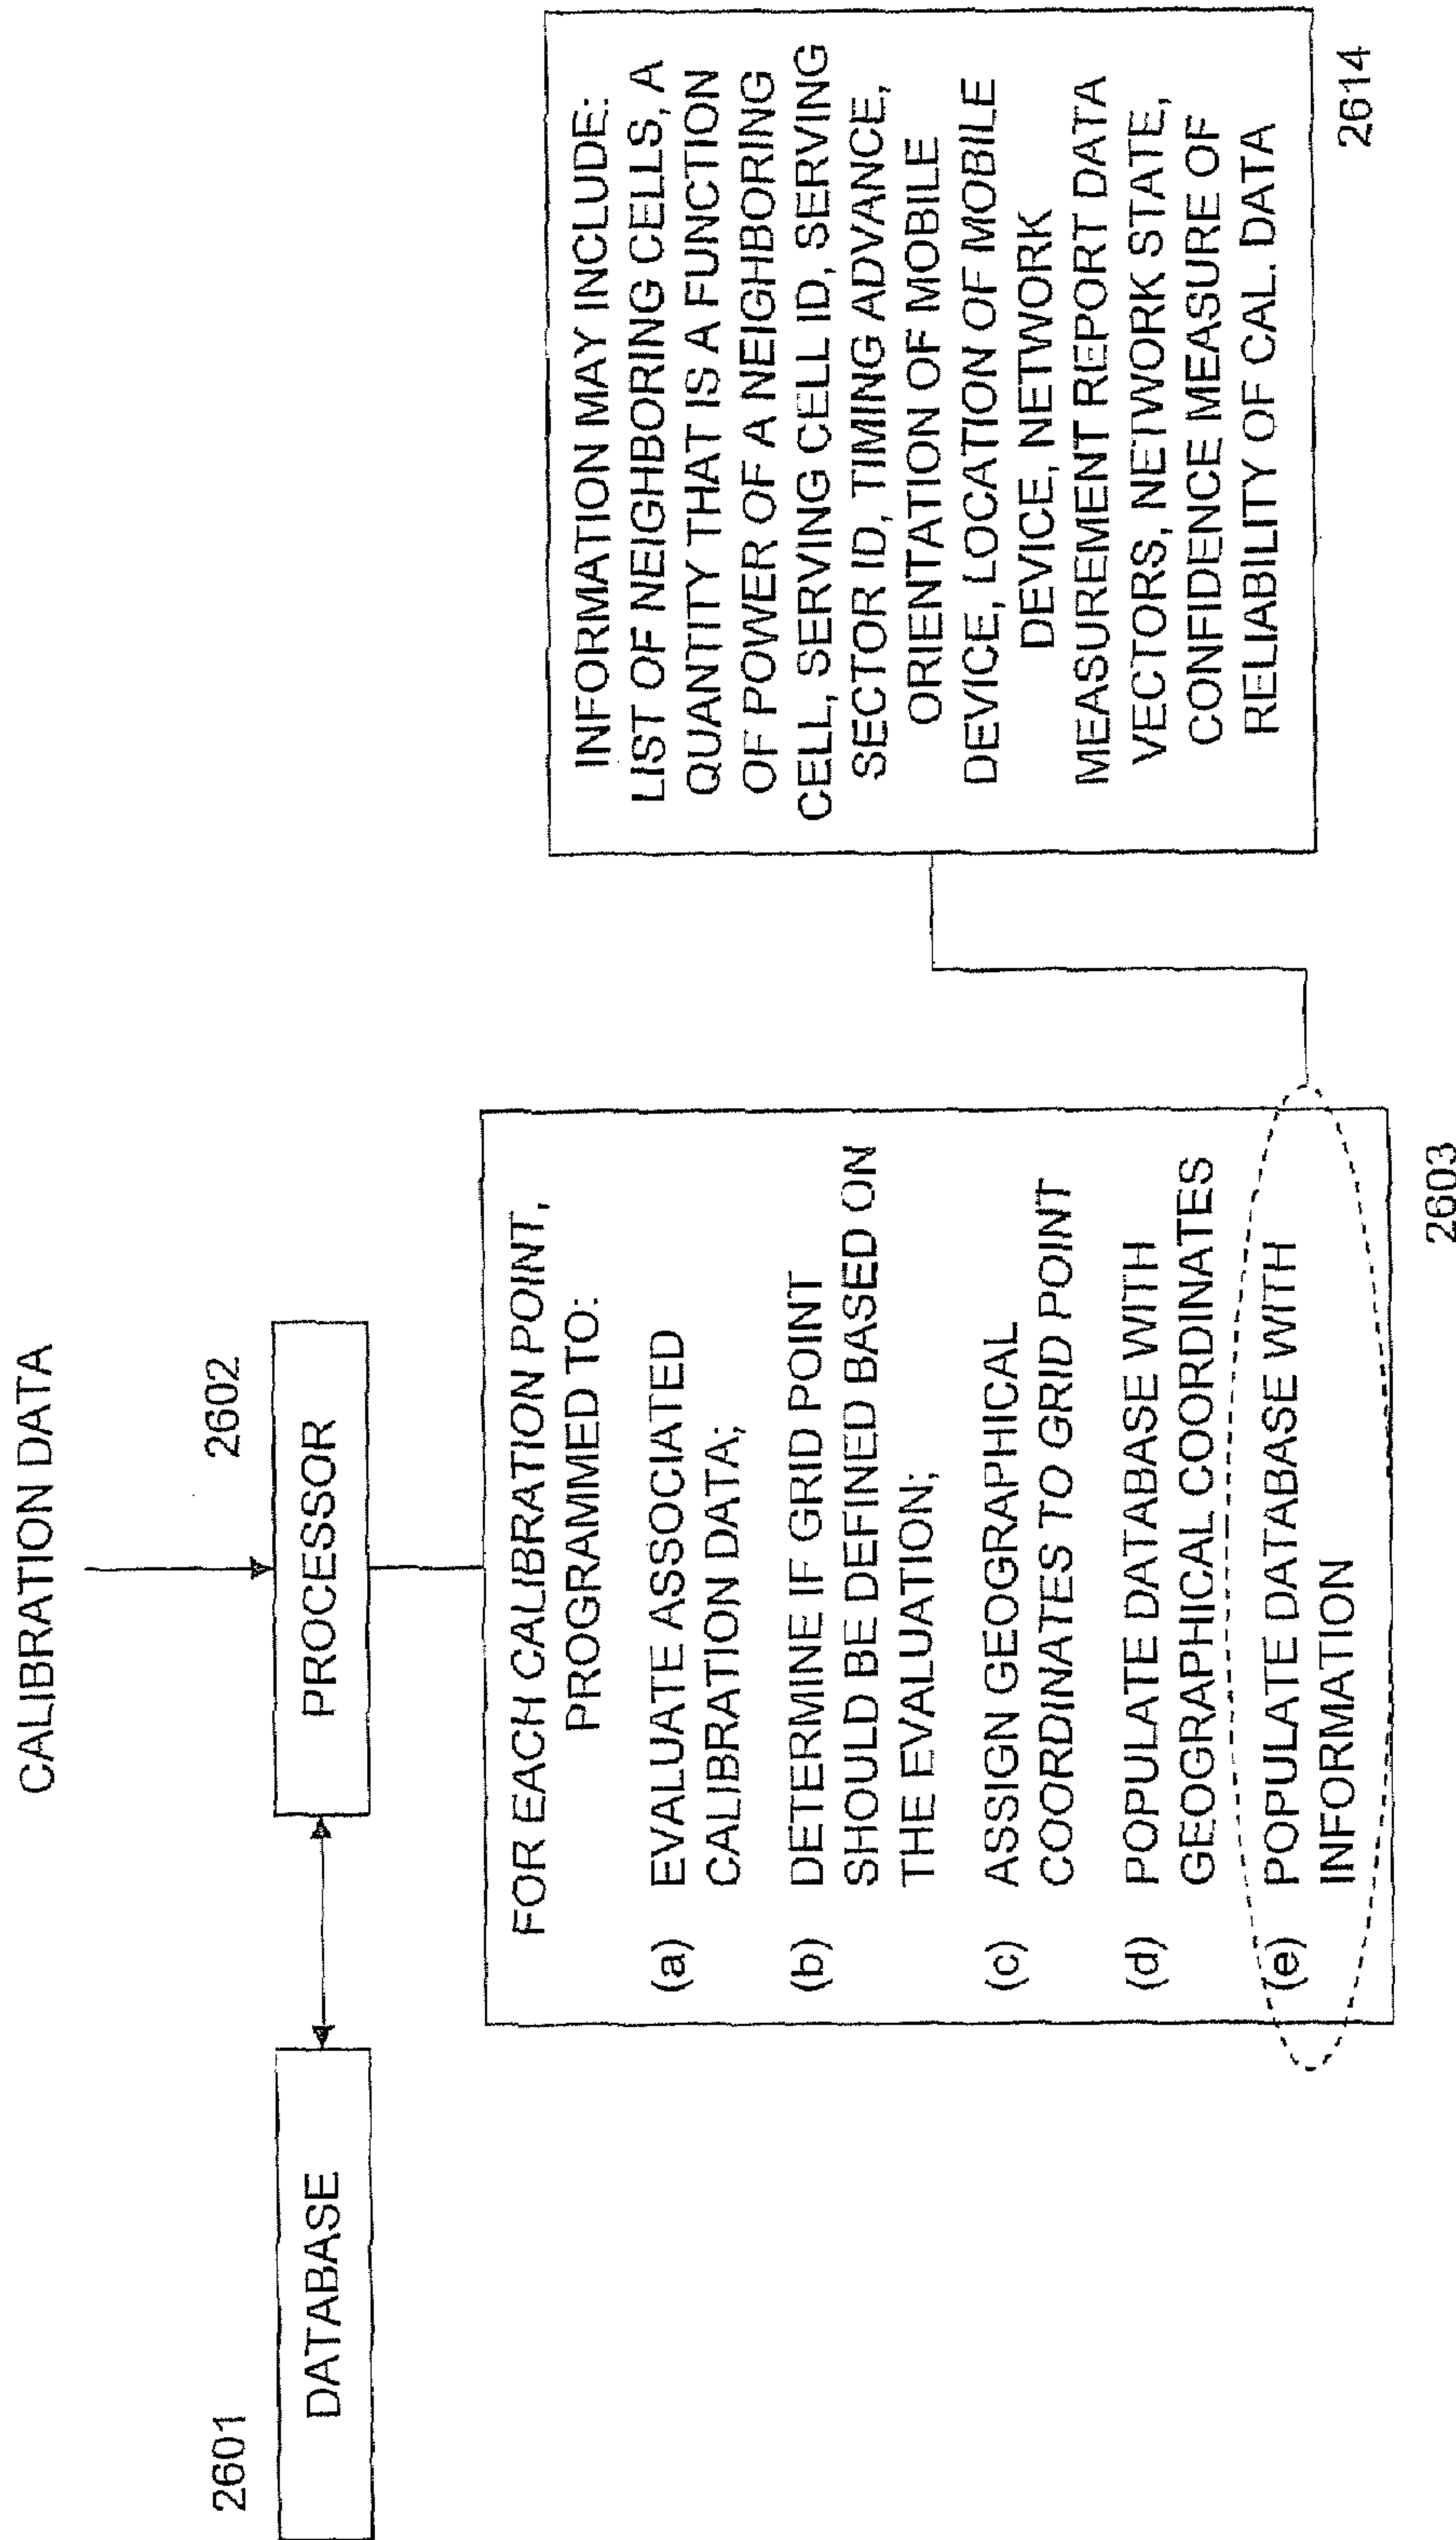 CALIBRATION DATA
2601
DATABASE
2602
PROCESSOR
FOR EACH CALIBRATION POINT,
PROGRAMMED TO:
(a) EVALUATE ASSOCIATED
CALIBRATION DATA;
(b) DETERMINE IF GRID POINT
SHOULD BE DEFINED BASED ON
THE EVALUATION;
(c) ASSIGN GEOGRAPHICAL
COORDINATES TO GRID POINT
(d) POPULATE DATABASE WITH
GEOGRAPHICAL COORDINATES
(e) POPULATE DATABASE WITH
INFORMATION
2603
INFORMATION MAY INCLUDE:
LIST OF NEIGHBORING CELLS, A
QUANTITY THAT IS A FUNCTION
OF POWER OF A NEIGHBORING
CELL, SERVING CELL ID, SERVING
SECTOR ID, TIMING ADVANCE,
ORIENTATION OF MOBILE
DEVICE, LOCATION OF MOBILE
DEVICE, NETWORK
MEASUREMENT REPORT DATA
VECTORS, NETWORK STATE,
CONFIDENCE MEASURE OF
RELIABILITY OF CAL. DATA
2614